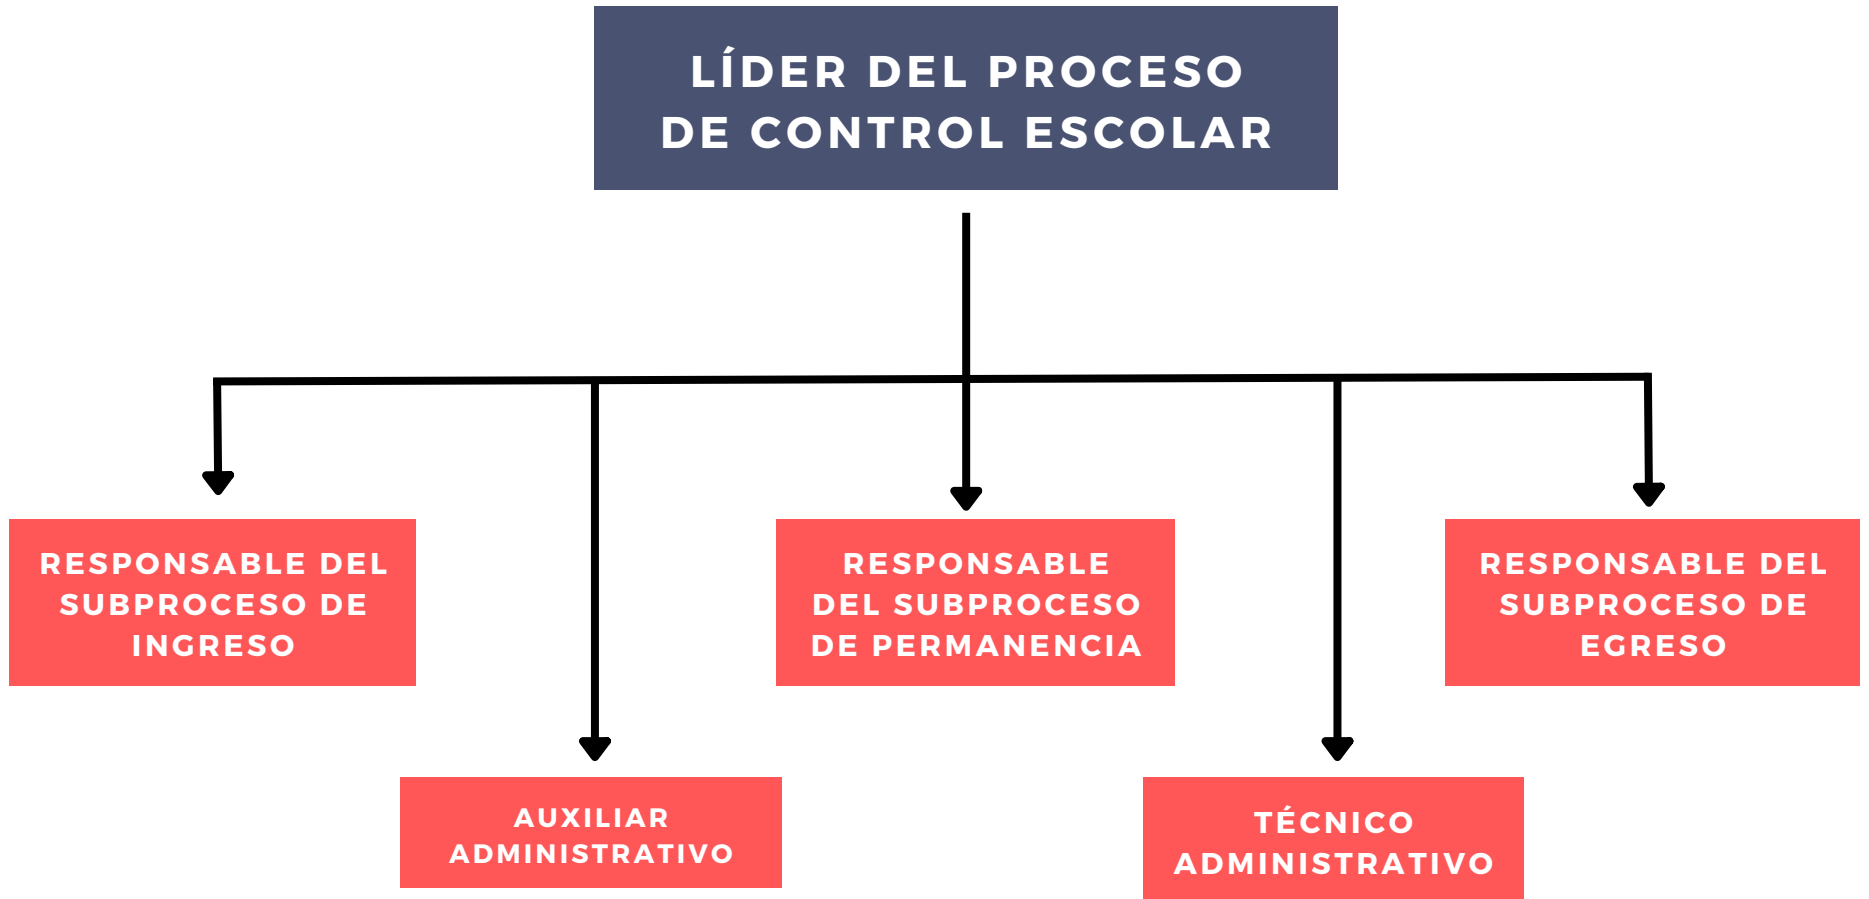 LÍDER DEL PROCESO
DE CONTROL ESCOLAR
RESPONSABLE DEL
SUBPROCESO DE
INGRESO
RESPONSABLE
DEL SUBPROCESO
DE PERMANENCIA
RESPONSABLE DEL
SUBPROCESO DE
EGRESO
AUXILIAR
ADMINISTRATIVO
TÉCNICO
ADMINISTRATIVO